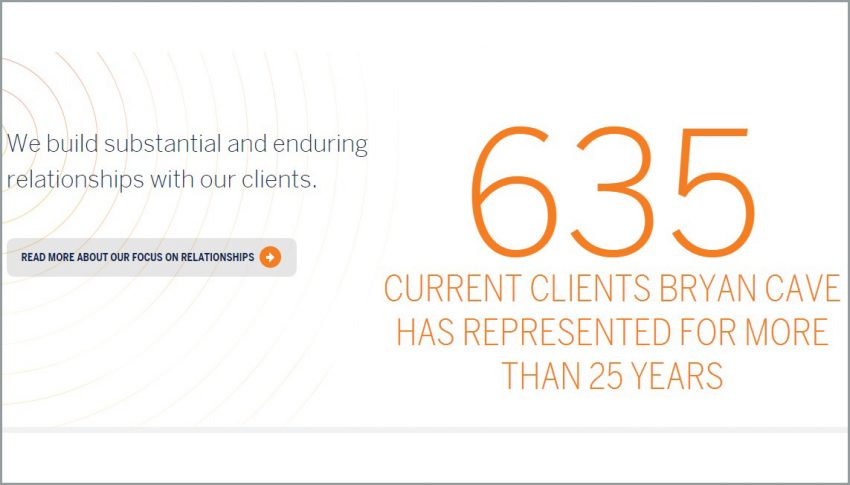 We build substantial and enduring
relationships with our clients.
READ MORE ABOUT OUR FOCUS ON RELATIONSHIPS
635
CURRENT CLIENTS BRYAN CAVE
HAS REPRESENTED FOR MORE
THAN 25 YEARS